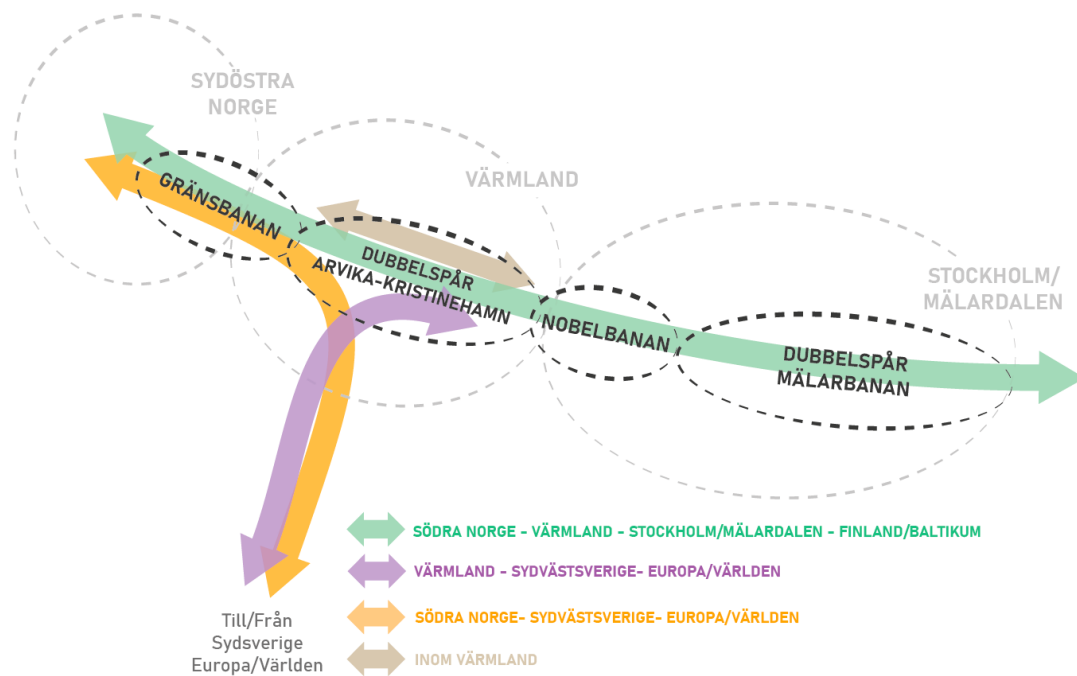 SYDÖSTRA
NORGE
VÄRMLAND
STOCKHOLM/
MÄLARDALEN
GRÄNSBANAN
DUBBELSPÅR
ARVIKA-KRISTINEHAMN
NOBELBANAN
DUBBELSPÅR
MÄLARBANAN
SÖDRA NORGE - VÄRMLAND - STOCKHOLM/MÄLARDALEN - FINLAND/BALTIKUM
VÄRMLAND - SYDVÄSTSVERIGE- EUROPA/VÄRLDEN
SÖDRA NORGE- SYDVÄSTSVERIGE- EUROPA/VÄRLDEN
INOM VÄRMLAND
Till/Från
Sydsverige
Europa/Världen